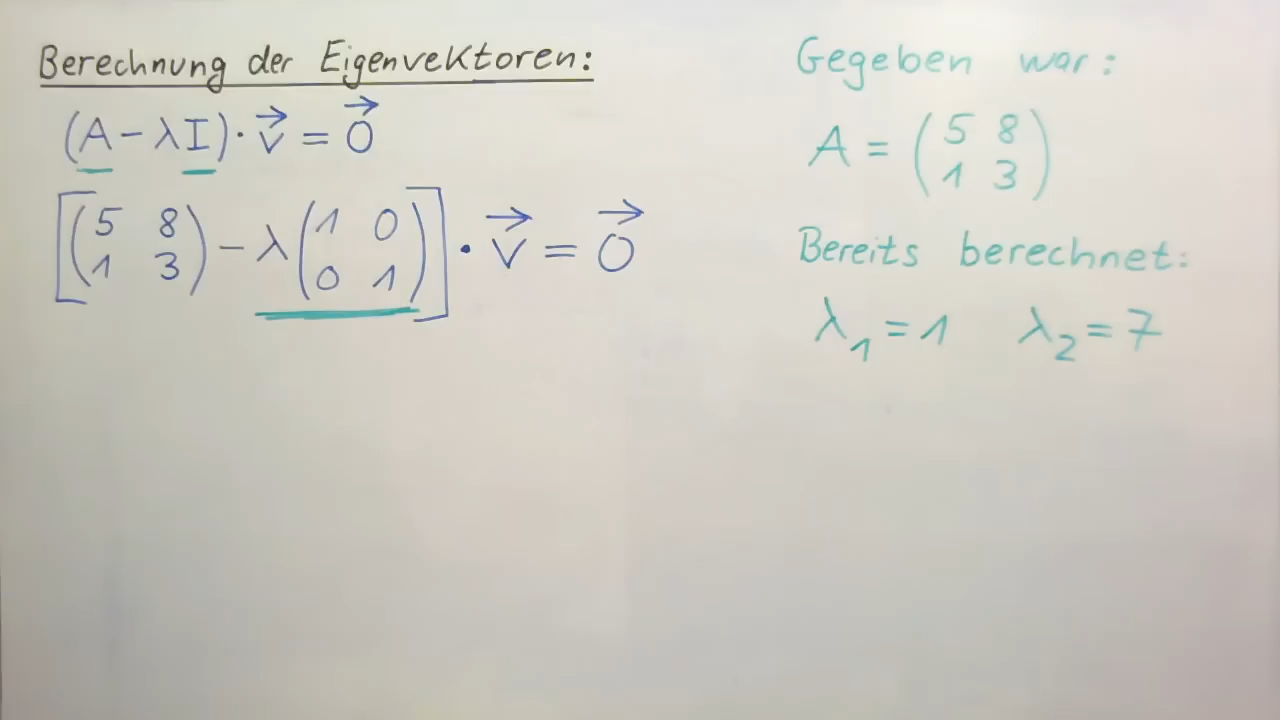 Berechnung der Eigenvektoren:
(A - λI) · v⃗ = 0⃗
[(5 8
1 3) - λ(1 0
0 1)] · v⃗ = 0⃗
Gegeben war:
A = (5 8
1 3)
Bereits berechnet:
λ₁ = 1 λ₂ = 7